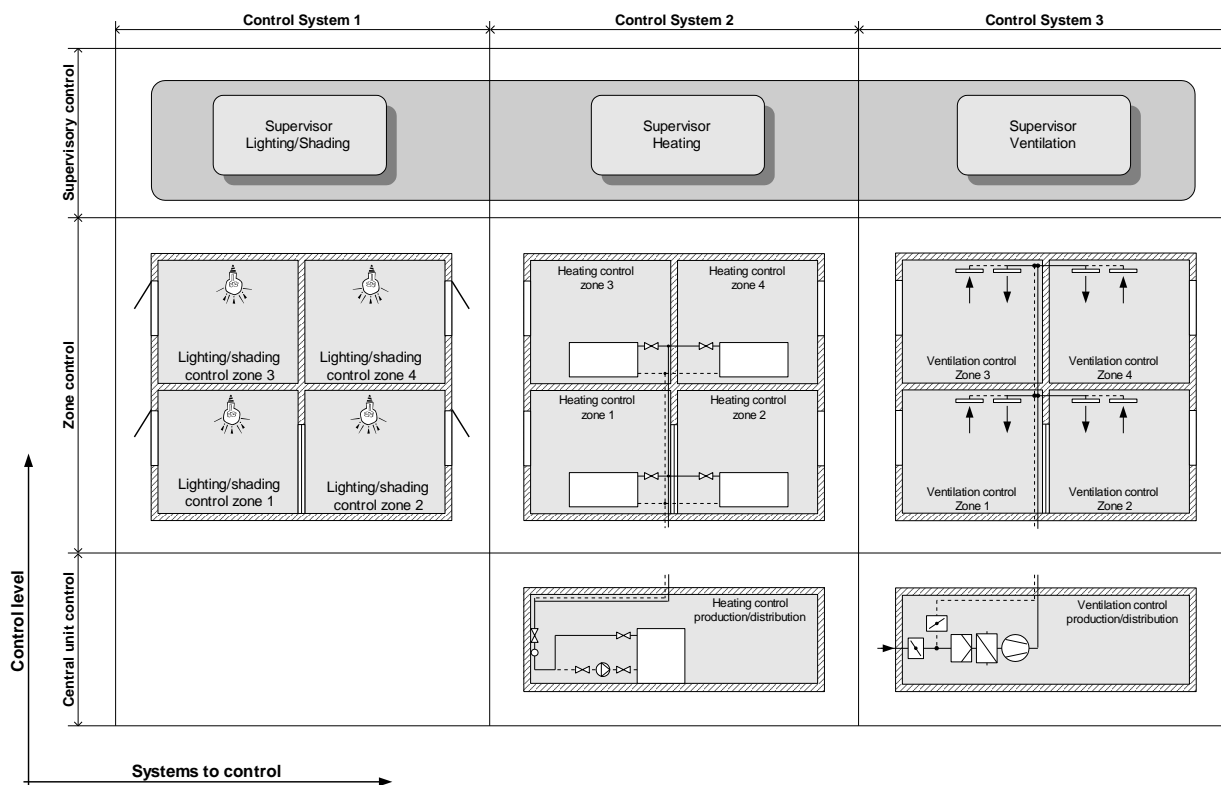 Control System 1
Control System 2
Control System 3
Supervisory control
Supervisor
Lighting/Shading
Supervisor
Heating
Supervisor
Ventilation
Zone control
Lighting/shading
control zone 3
Lighting/shading
control zone 4
Lighting/shading
control zone 1
Lighting/shading
control zone 2
Heating control
zone 3
Heating control
zone 4
Heating control
zone 1
Heating control
zone 2
Ventilation control
Zone 3
Ventilation control
Zone 4
Ventilation control
Zone 1
Ventilation control
Zone 2
Central unit control
Heating control
production/distribution
Ventilation control
production/distribution
Control level
Systems to control